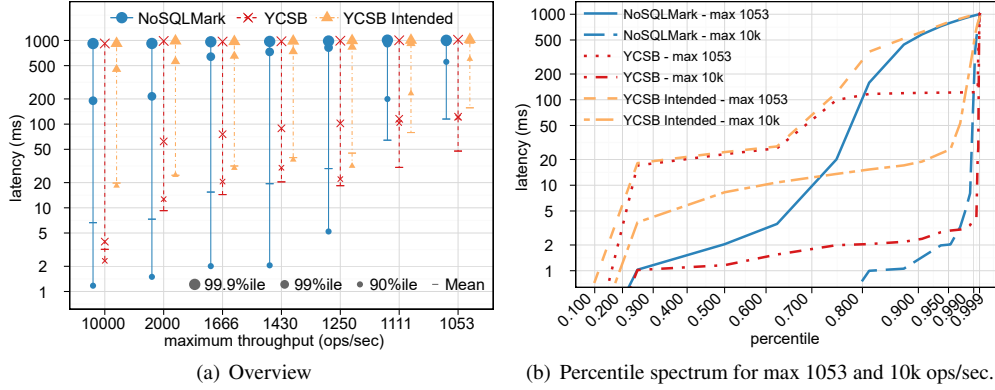 NoSQLMark YCSB YCSB Intended
1000
500
200
100
50
20
10
5
2
1
latency (ms)
99.9%ile 99%ile 90%ile Mean
10000 2000 1666 1430 1250 1111 1053
maximum throughput (ops/sec)
(a) Overview
1000
500
200
100
50
20
10
5
2
1
latency (ms)
NoSQLMark - max 1053
NoSQLMark - max 10k
YCSB - max 1053
YCSB - max 10k
YCSB Intended - max 1053
YCSB Intended - max 10k
0.100 0.200 0.300 0.400 0.500 0.600 0.700 0.800 0.900 0.950 0.990 0.999
percentile
(b) Percentile spectrum for max 1053 and 10k ops/sec.